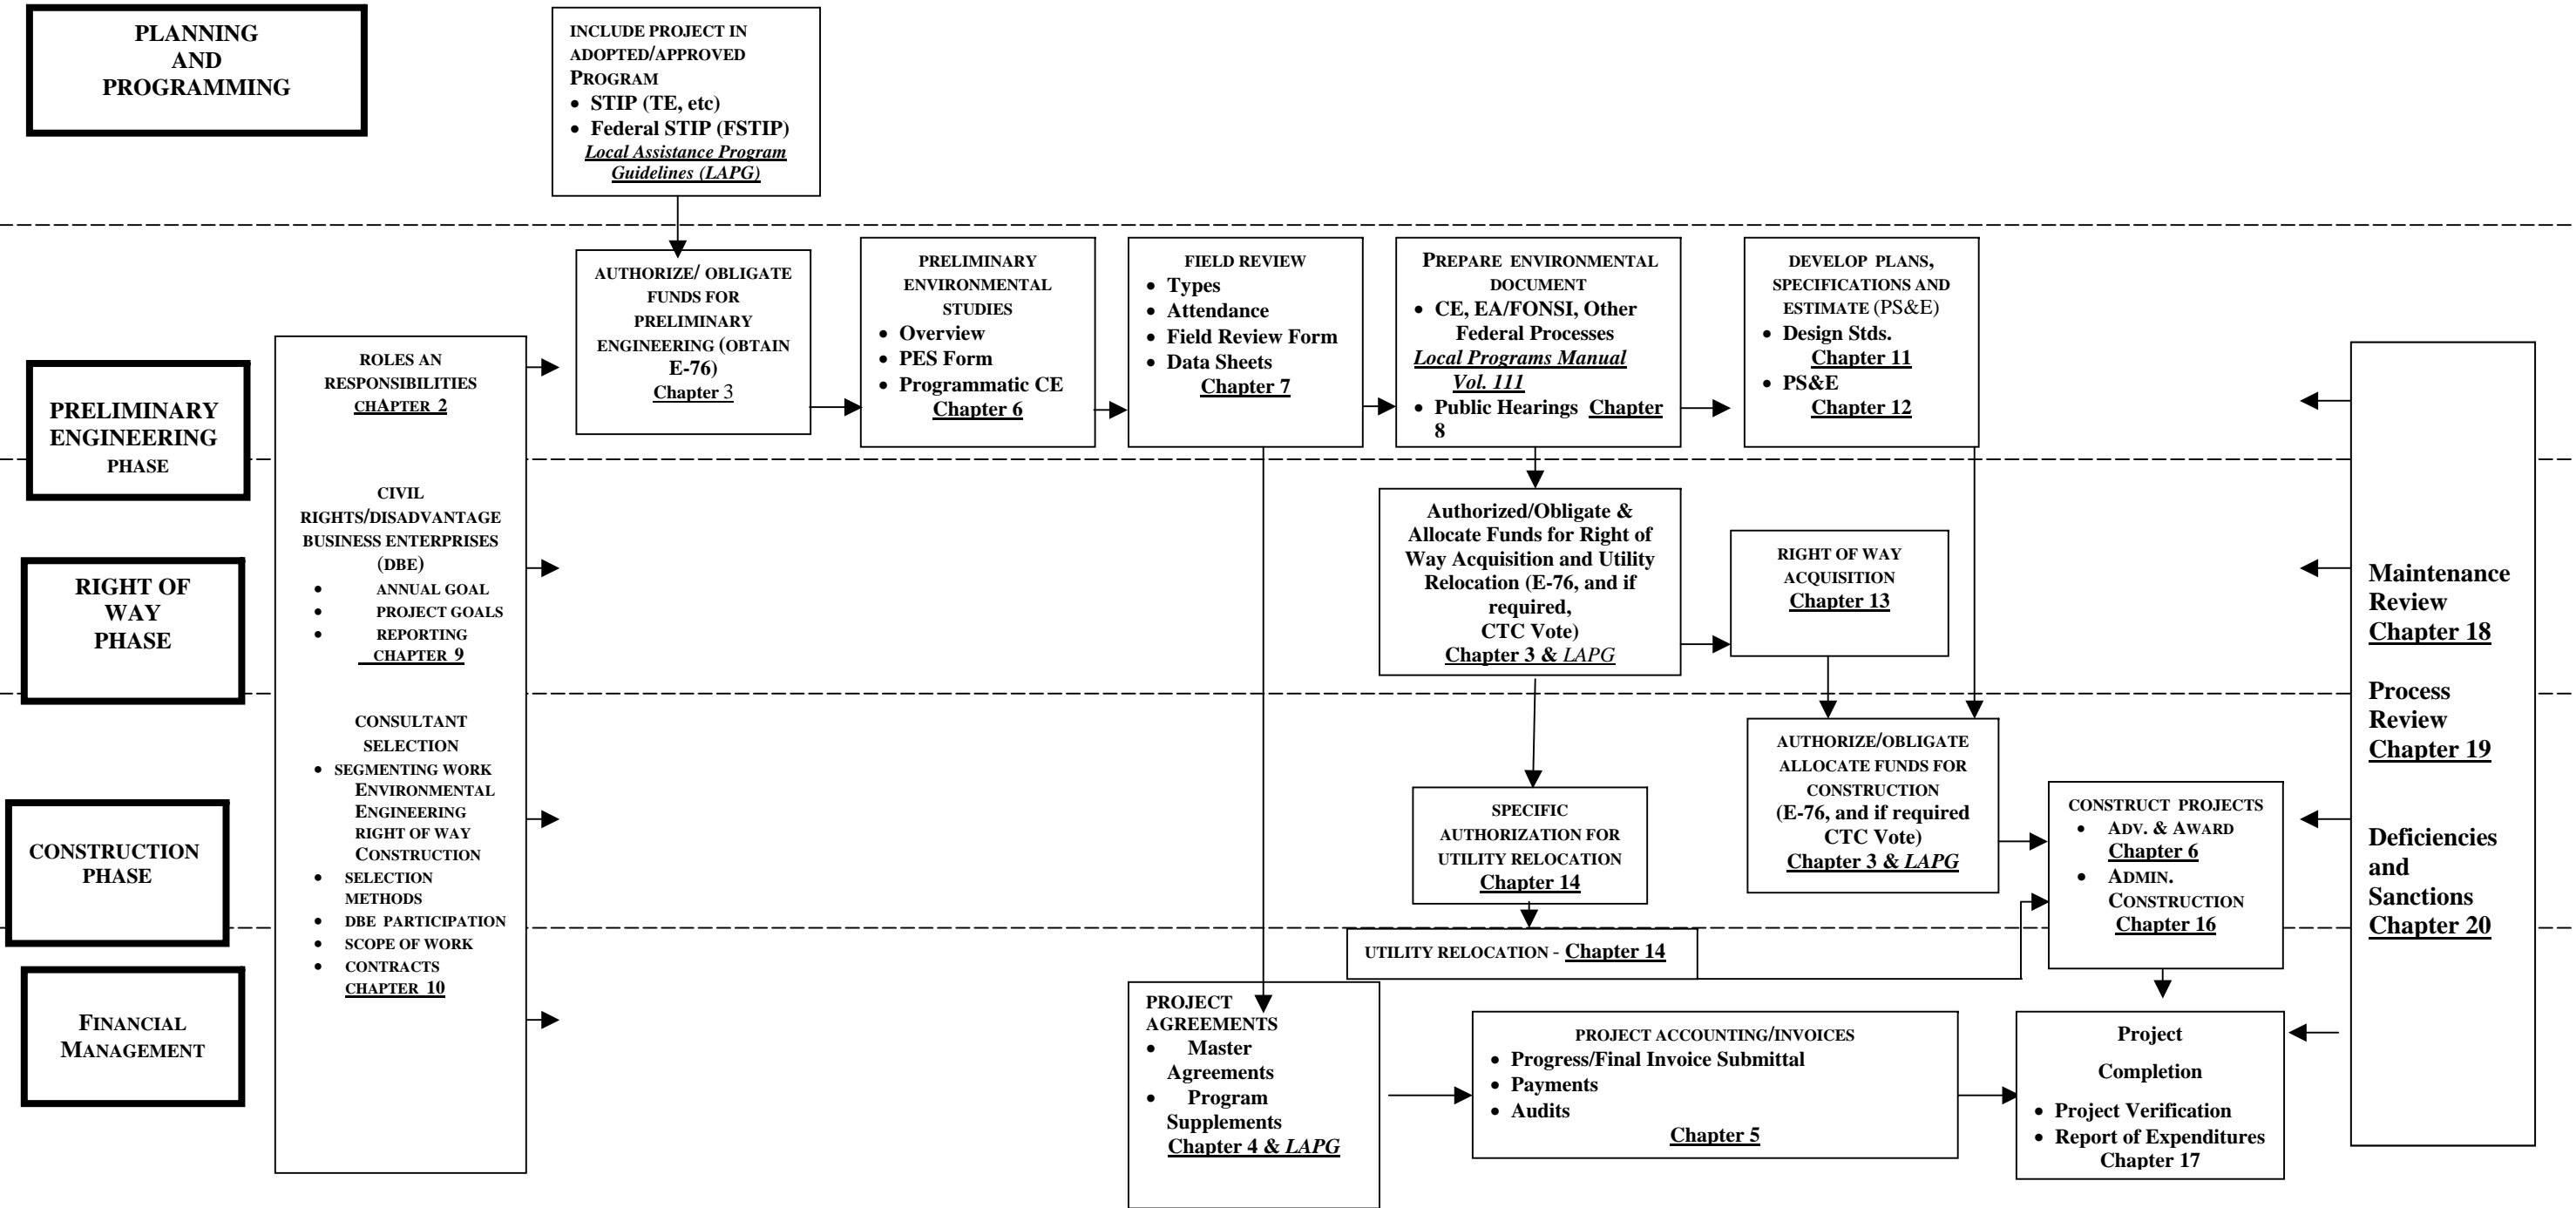 PLANNING
AND
PROGRAMMING
INCLUDE PROJECT IN
ADOPTED/APPROVED
PROGRAM
• STIP (TE, etc)
• Federal STIP (FSTIP)
Local Assistance Program
Guidelines (LAPG)
PRELIMINARY
ENGINEERING
PHASE
RIGHT OF
WAY
PHASE
CONSTRUCTION
PHASE
FINANCIAL
MANAGEMENT
ROLES AN
RESPONSIBILITIES
CHAPTER 2
CIVIL
RIGHTS/DISADVANTAGE
BUSINESS ENTERPRISES
(DBE)
• ANNUAL GOAL
• PROJECT GOALS
• REPORTING
CHAPTER 9
CONSULTANT
SELECTION
• SEGMENTING WORK
ENVIRONMENTAL
ENGINEERING
RIGHT OF WAY
CONSTRUCTION
• SELECTION
METHODS
• DBE PARTICIPATION
• SCOPE OF WORK
• CONTRACTS
CHAPTER 10
AUTHORIZE/ OBLIGATE
FUNDS FOR
PRELIMINARY
ENGINEERING (OBTAIN
E-76)
Chapter 3
PRELIMINARY
ENVIRONMENTAL
STUDIES
• Overview
• PES Form
• Programmatic CE
Chapter 6
FIELD REVIEW
• Types
• Attendance
• Field Review Form
• Data Sheets
Chapter 7
PREPARE ENVIRONMENTAL
DOCUMENT
• CE, EA/FONSI, Other
Federal Processes
Local Programs Manual
Vol. 111
• Public Hearings Chapter
8
DEVELOP PLANS,
SPECIFICATIONS AND
ESTIMATE (PS&E)
• Design Stds.
Chapter 11
• PS&E
Chapter 12
Authorized/Obligate &
Allocate Funds for Right of
Way Acquisition and Utility
Relocation (E-76, and if
required,
CTC Vote)
Chapter 3 & LAPG
RIGHT OF WAY
ACQUISITION
Chapter 13
SPECIFIC
AUTHORIZATION FOR
UTILITY RELOCATION
Chapter 14
AUTHORIZE/OBLIGATE
ALLOCATE FUNDS FOR
CONSTRUCTION
(E-76, and if required
CTC Vote)
Chapter 3 & LAPG
CONSTRUCT PROJECTS
• ADV. & AWARD
Chapter 6
• ADMIN.
CONSTRUCTION
Chapter 16
UTILITY RELOCATION - Chapter 14
PROJECT
AGREEMENTS
• Master
Agreements
• Program
Supplements
Chapter 4 & LAPG
PROJECT ACCOUNTING/INVOICES
• Progress/Final Invoice Submittal
• Payments
• Audits
Chapter 5
Project
Completion
• Project Verification
• Report of Expenditures
Chapter 17
Maintenance
Review
Chapter 18
Process
Review
Chapter 19
Deficiencies
and
Sanctions
Chapter 20